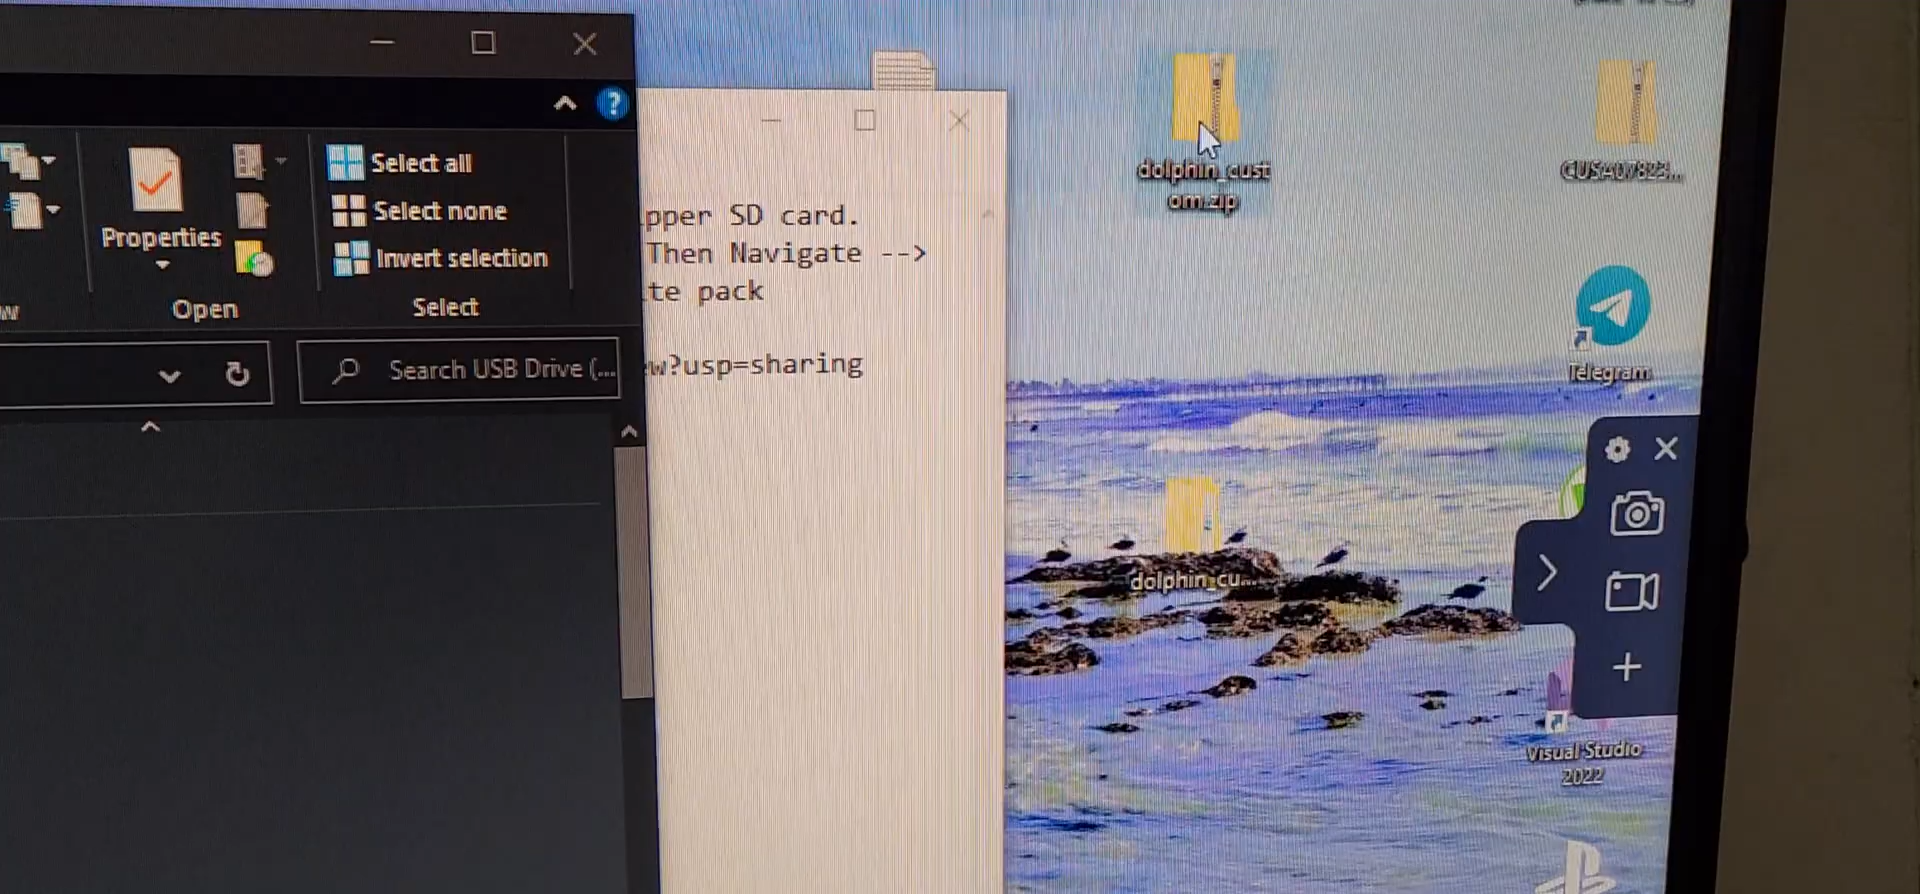 Select all
Select none
Invert selection
Properties
Open
Select
Search USB Drive (...
pper SD card.
Then Navigate -->
te pack
w?usp=sharing
dolphin_cust
om.zip
CUSA07823...
Telegram
dolphin_cu...
Visual Studio
2022